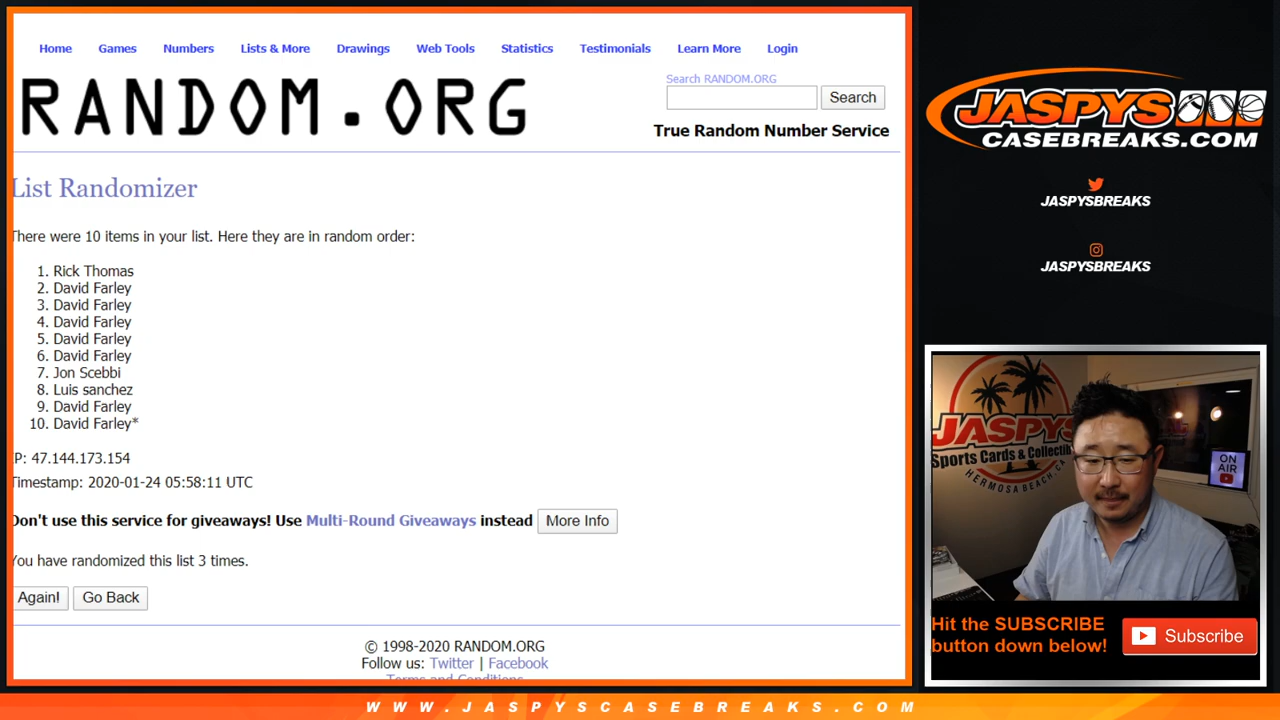 Home Games Numbers Lists & More Drawings Web Tools Statistics Testimonials Learn More Login
RANDOM.ORG
Search RANDOM.ORG
Search
True Random Number Service
List Randomizer
There were 10 items in your list. Here they are in random order:
1. Rick Thomas
2. David Farley
3. David Farley
4. David Farley
5. David Farley
6. David Farley
7. Jon Scebbi
8. Luis sanchez
9. David Farley
10. David Farley*
IP: 47.144.173.154
Timestamp: 2020-01-24 05:58:11 UTC
Don't use this service for giveaways! Use Multi-Round Giveaways instead More Info
You have randomized this list 3 times.
Again! Go Back
© 1998-2020 RANDOM.ORG
Follow us: Twitter | Facebook
Terms and Conditions
JASPYS
CASEBREAKS.COM
JASPYSBREAKS
JASPYSBREAKS
JASPYS
Sports Cards & Collectib
HERMOSA BEACH, CA
ON
AIR
Hit the SUBSCRIBE
button down below!
Subscribe
WWW.JASPYSCASEBREAKS.COM